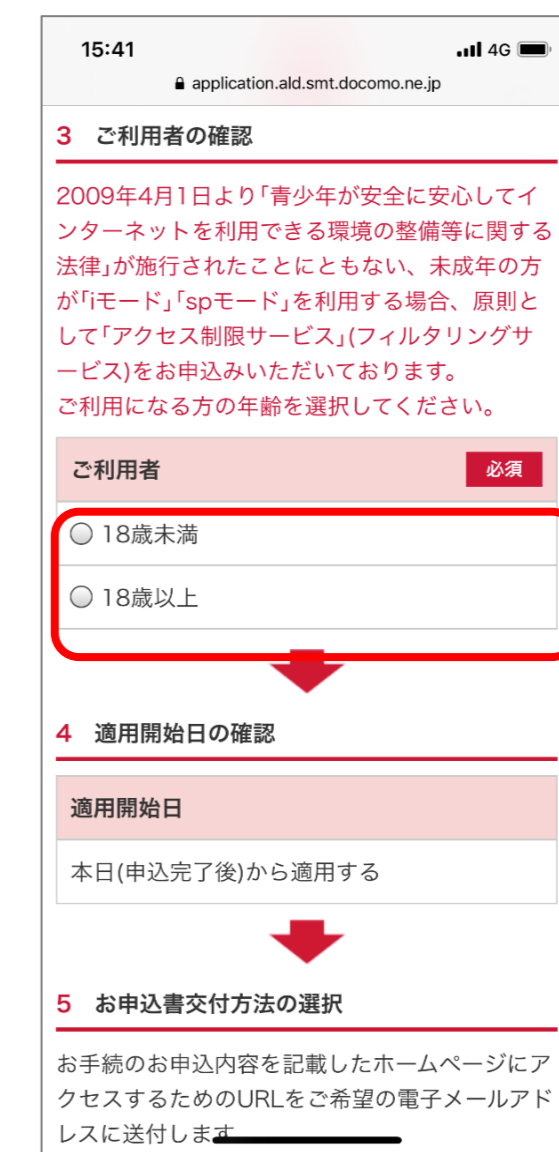 15:41
4G
application.ald.smt.docomo.ne.jp
3 ご利用者の確認
2009年4月1日より「青少年が安全に安心してイ
ンターネットを利用できる環境の整備等に関する
法律」が施行されたことにともない、未成年の方
が「iモード」「spモード」を利用する場合、原則と
して「アクセス制限サービス」(フィルタリングサ
ービス)をお申込みいただいております。
ご利用になる方の年齢を選択してください。
ご利用者 必須
18歳未満
18歳以上
4 適用開始日の確認
適用開始日
本日(申込完了後)から適用する
5 お申込書交付方法の選択
お手続のお申込内容を記載したホームページにア
クセスするためのURLをご希望の電子メールアド
レスに送付します